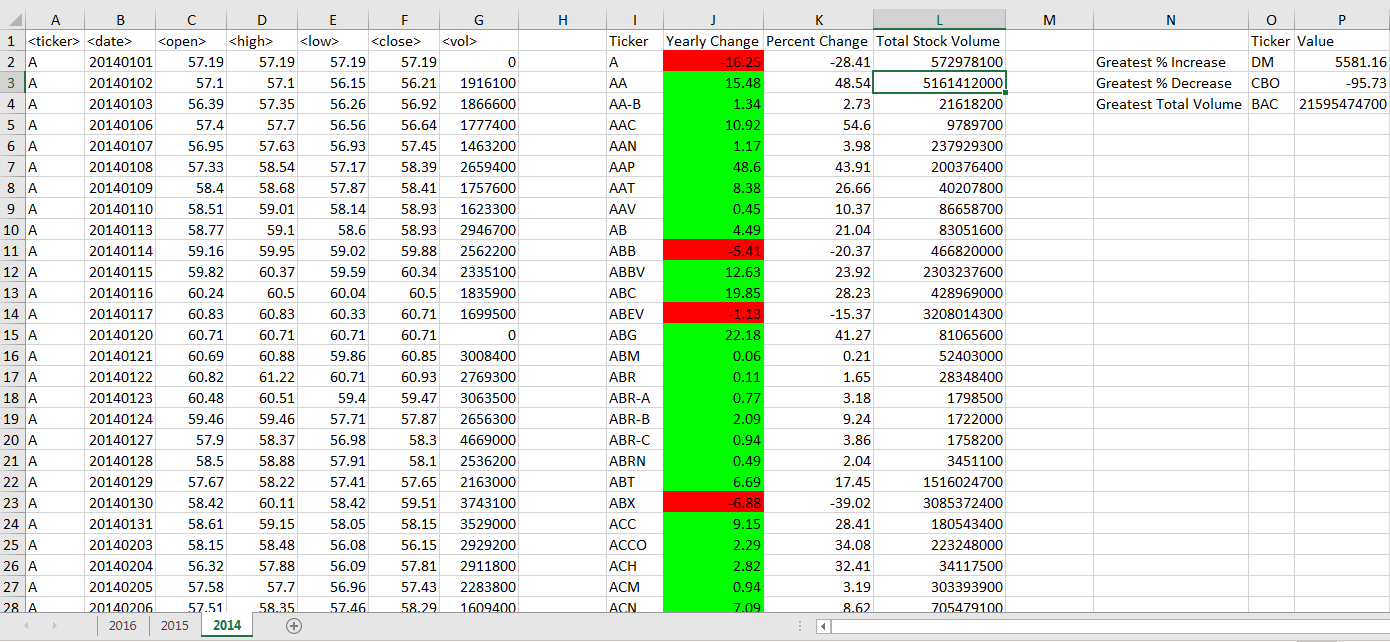 A B C D E F G H I J K L M N O P
1 <ticker> <date> <open> <high> <low> <close> <vol> Ticker Yearly Change Percent Change Total Stock Volume Ticker Value
2 A 20140101 57.19 57.19 57.19 57.19 0 A -16.25 -28.41 572978100 Greatest % Increase DM 5581.16
3 A 20140102 57.1 57.1 56.15 56.21 1916100 AA 15.48 48.54 5161412000 Greatest % Decrease CBO -95.73
4 A 20140103 56.39 57.35 56.26 56.92 1866600 AA-B 1.34 2.73 21618200 Greatest Total Volume BAC 21595474700
5 A 20140106 57.4 57.7 56.56 56.64 1777400 AAC 10.92 54.6 9789700
6 A 20140107 56.95 57.63 56.93 57.45 1463200 AAN 1.17 3.98 237929300
7 A 20140108 57.33 58.54 57.17 58.39 2659400 AAP 48.6 43.91 200376400
8 A 20140109 58.4 58.68 57.87 58.41 1757600 AAT 8.38 26.66 40207800
9 A 20140110 58.51 59.01 58.14 58.93 1623300 AAV 0.45 10.37 86658700
10 A 20140113 58.77 59.1 58.6 58.93 2946700 AB 4.49 21.04 83051600
11 A 20140114 59.16 59.95 59.02 59.88 2562200 ABB -5.41 -20.37 466820000
12 A 20140115 59.82 60.37 59.59 60.34 2335100 ABBV 12.63 23.92 2303237600
13 A 20140116 60.24 60.5 60.04 60.5 1835900 ABC 19.85 28.23 428969000
14 A 20140117 60.83 60.83 60.33 60.71 1699500 ABEV -1.13 -15.37 3208014300
15 A 20140120 60.71 60.71 60.71 60.71 0 ABG 22.18 41.27 81065600
16 A 20140121 60.69 60.88 59.86 60.85 3008400 ABM 0.06 0.21 52403000
17 A 20140122 60.82 61.22 60.71 60.93 2769300 ABR 0.11 1.65 28348400
18 A 20140123 60.48 60.51 59.4 59.47 3063500 ABR-A 0.77 3.18 1798500
19 A 20140124 59.46 59.46 57.71 57.87 2656300 ABR-B 2.09 9.24 1722000
20 A 20140127 57.9 58.37 56.98 58.3 4669000 ABR-C 0.94 3.86 1758200
21 A 20140128 58.5 58.88 57.91 58.1 2536200 ABRN 0.49 2.04 3451100
22 A 20140129 57.67 58.22 57.41 57.65 2163000 ABT 6.69 17.45 1516024700
23 A 20140130 58.42 60.11 58.42 59.51 3743100 ABX -6.88 -39.02 3085372400
24 A 20140131 58.61 59.15 58.05 58.15 3529000 ACC 9.15 28.41 180543400
25 A 20140203 58.15 58.48 56.08 56.15 2929200 ACCO 2.29 34.08 223248000
26 A 20140204 56.32 57.88 56.09 57.81 2911800 ACH 2.82 32.41 34117500
27 A 20140205 57.58 57.7 56.96 57.43 2283800 ACM 0.94 3.19 303393900
28 A 20140206 57.51 58.35 57.46 58.29 1609400 ACN 7.09 8.62 705479100
2016 2015 2014